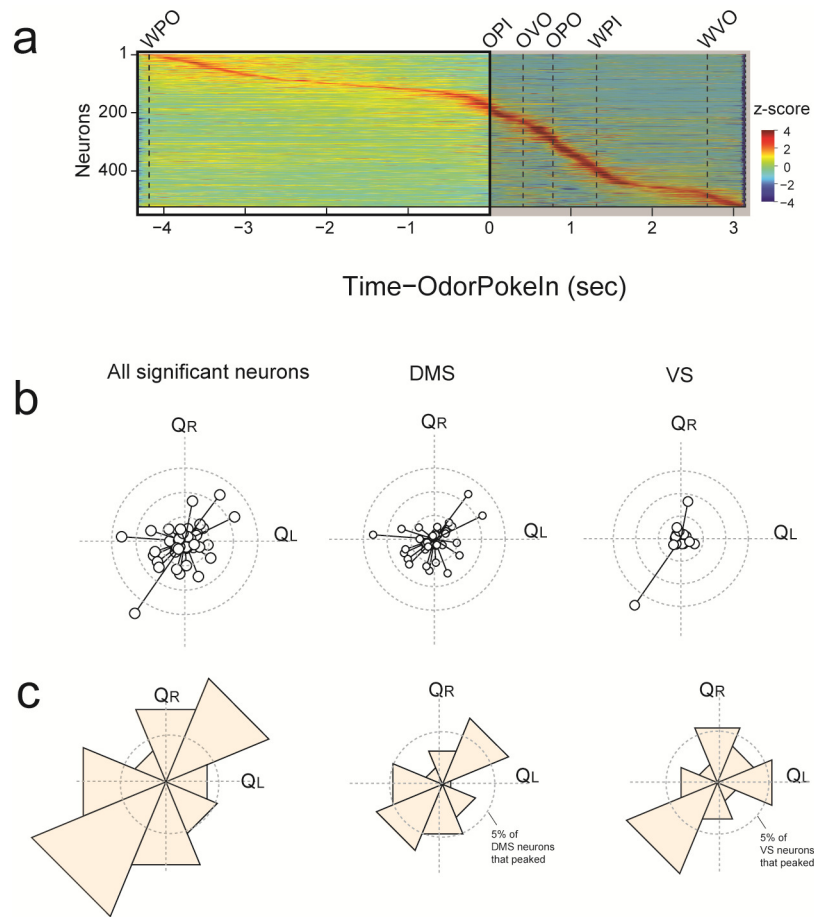 a
WPO
OPI
OVO
OPO
WPI
WVO
1
200
400
Neurons
z-score
4
2
0
−2
−4
−4
−3
−2
−1
0
1
2
3
Time−OdorPokeIn (sec)
b
All significant neurons
DMS
VS
QR
QR
QR
QL
QL
QL
c
QR
QR
QR
QL
QL
QL
5% of
DMS neurons
that peaked
5% of
VS neurons
that peaked